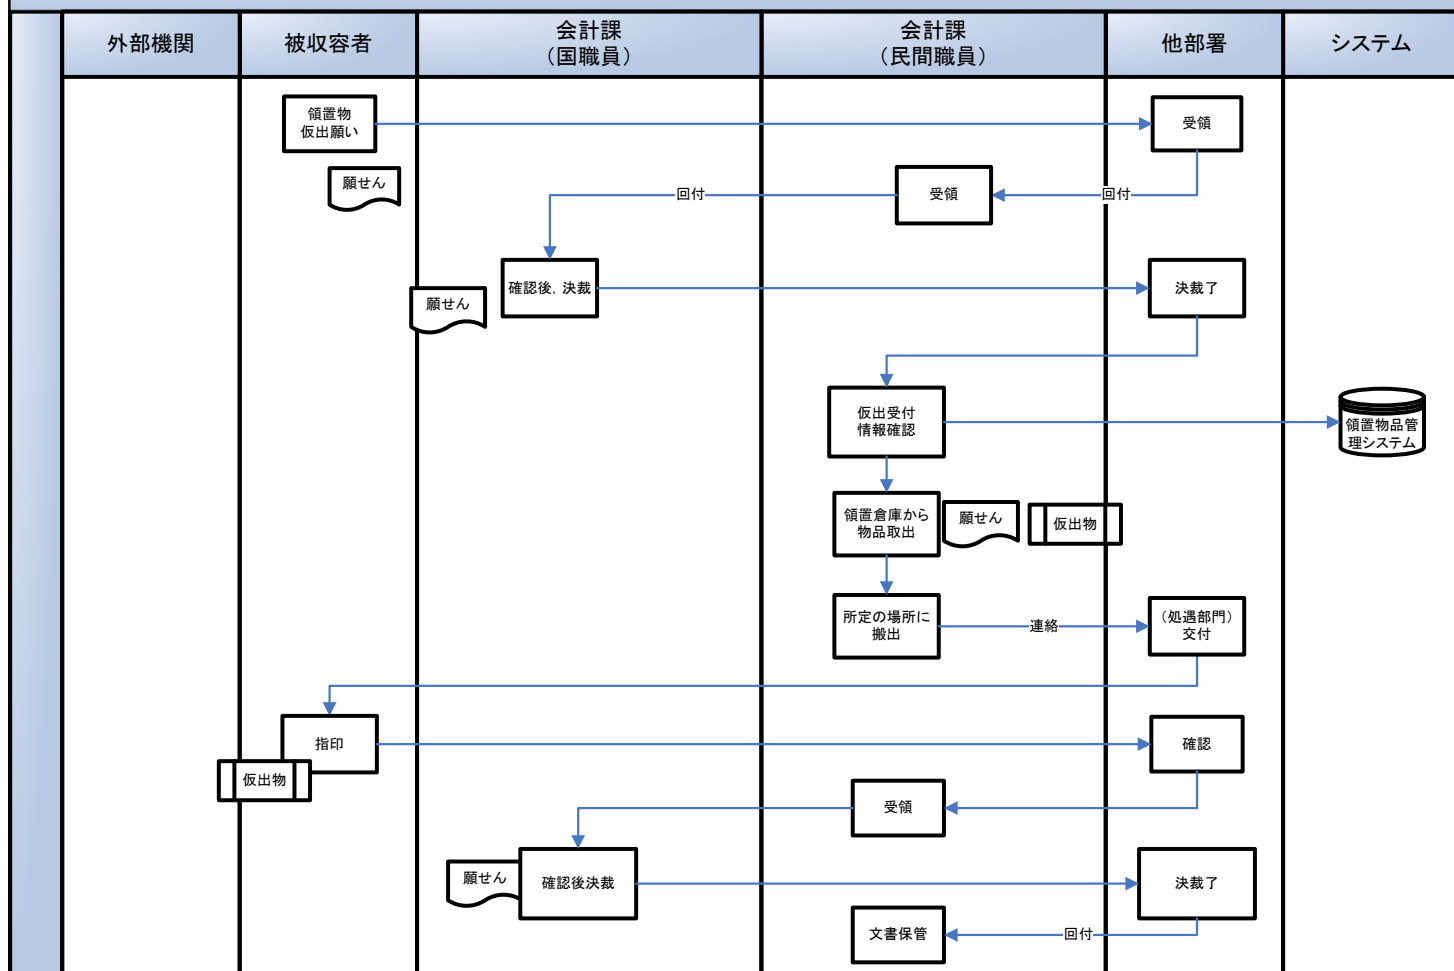 外部機関
被収容者
会計課
（国職員）
会計課
（民間職員）
他部署
システム
領置物
仮出願い
受領
願せん
回付
受領
回付
願せん
確認後，決裁
決裁了
仮出受付
情報確認
領置物品管
理システム
領置倉庫から
物品取出
願せん
仮出物
所定の場所に
搬出
連絡
（処遇部門）
交付
指印
確認
仮出物
受領
願せん
確認後決裁
決裁了
文書保管
回付